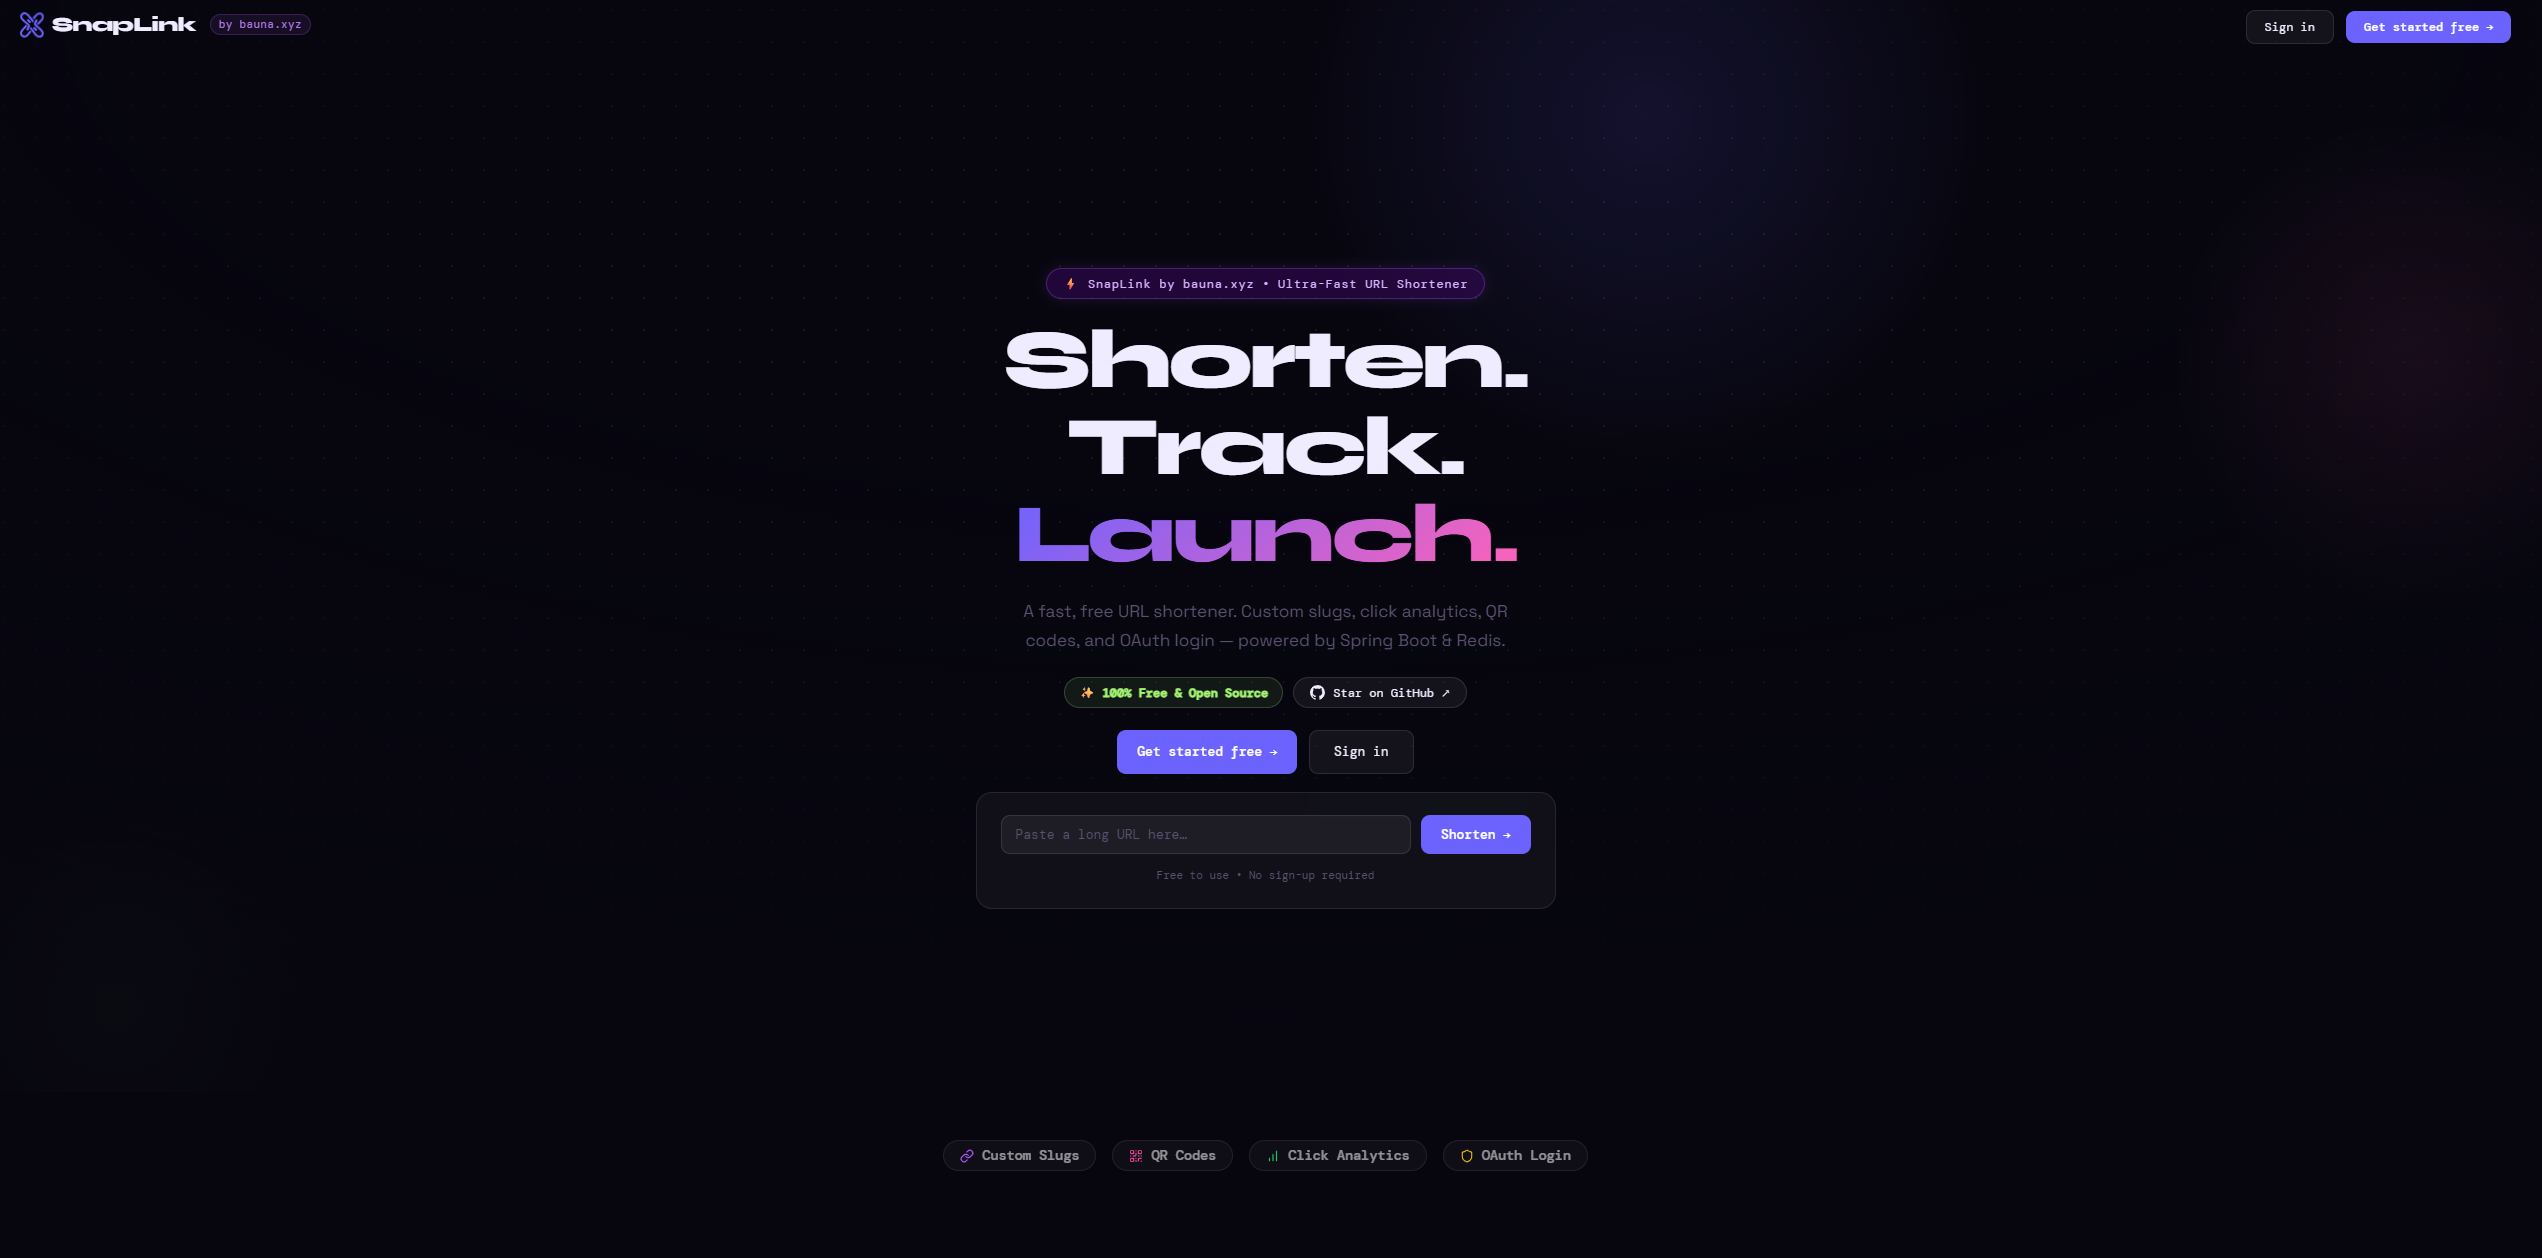 SnapLink by bauna.xyz Sign in Get started free →
SnapLink by bauna.xyz • Ultra-Fast URL Shortener
Shorten.
Track.
Launch.
A fast, free URL shortener. Custom slugs, click analytics, QR
codes, and OAuth login — powered by Spring Boot & Redis.
100% Free & Open Source Star on GitHub ↗
Get started free → Sign in
Paste a long URL here… Shorten →
Free to use • No sign-up required
Custom Slugs QR Codes Click Analytics OAuth Login